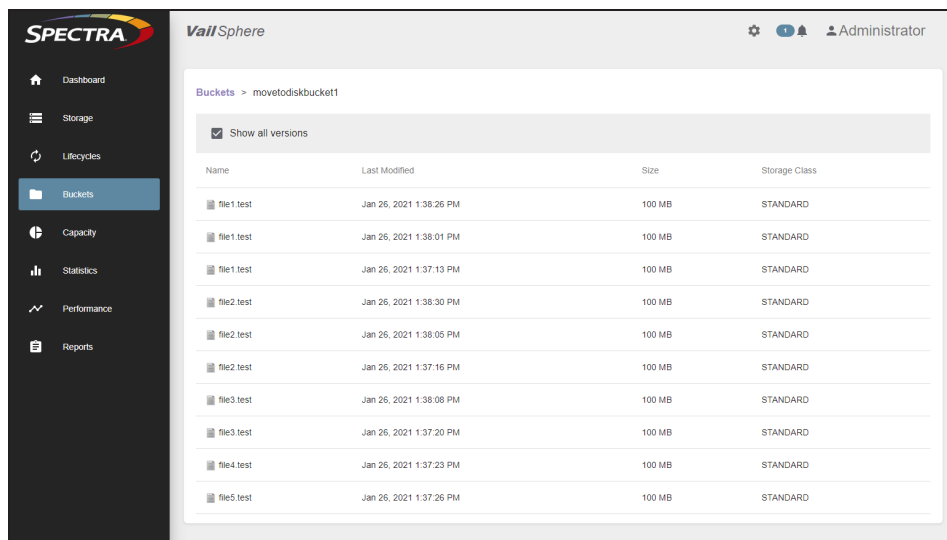 SPECTRA
VailSphere
1
Administrator
Dashboard
Storage
Lifecycles
Buckets
Capacity
Statistics
Performance
Reports
Buckets > movetodiskbucket1
Show all versions
Name Last Modified Size Storage Class
file1.test Jan 26, 2021 1:38:26 PM 100 MB STANDARD
file1.test Jan 26, 2021 1:38:01 PM 100 MB STANDARD
file1.test Jan 26, 2021 1:37:13 PM 100 MB STANDARD
file2.test Jan 26, 2021 1:38:30 PM 100 MB STANDARD
file2.test Jan 26, 2021 1:38:05 PM 100 MB STANDARD
file2.test Jan 26, 2021 1:37:16 PM 100 MB STANDARD
file3.test Jan 26, 2021 1:38:08 PM 100 MB STANDARD
file3.test Jan 26, 2021 1:37:20 PM 100 MB STANDARD
file4.test Jan 26, 2021 1:37:23 PM 100 MB STANDARD
file5.test Jan 26, 2021 1:37:26 PM 100 MB STANDARD